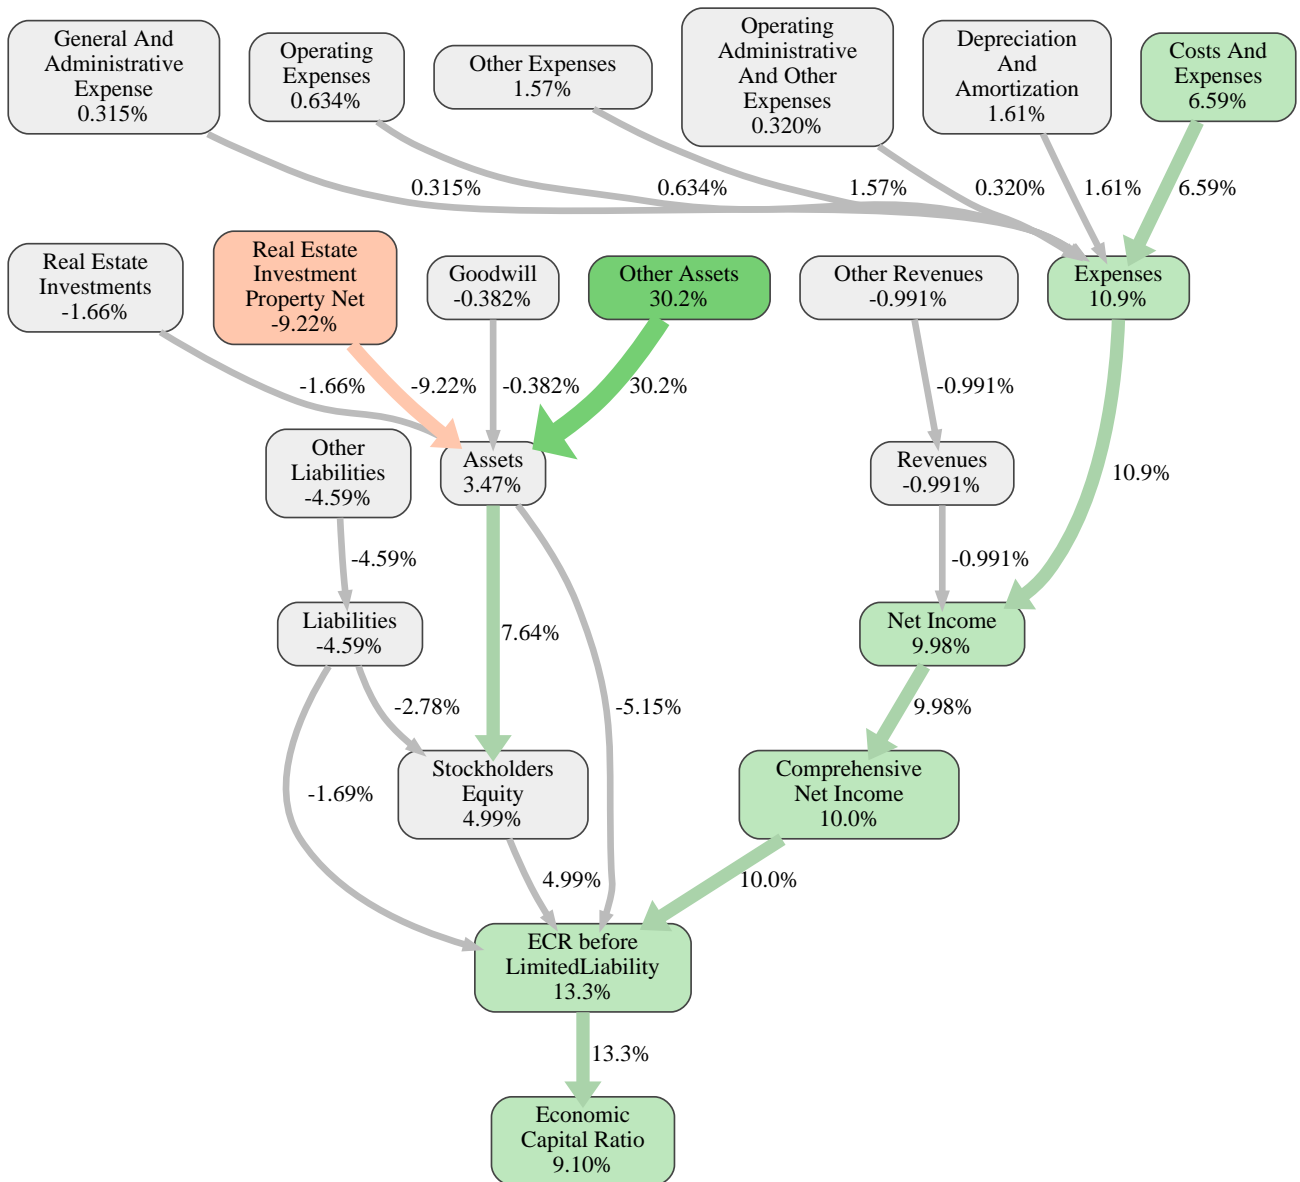 General And
Administrative
Expense
0.315%
Operating
Expenses
0.634%
Other Expenses
1.57%
Operating
Administrative
And Other
Expenses
0.320%
Depreciation
And
Amortization
1.61%
Costs And
Expenses
6.59%
0.315%
0.634%
1.57%
0.320%
1.61%
6.59%
Real Estate
Investments
-1.66%
Real Estate
Investment
Property Net
-9.22%
Goodwill
-0.382%
Other Assets
30.2%
Other Revenues
-0.991%
Expenses
10.9%
-1.66%
-9.22%
-0.382%
30.2%
-0.991%
10.9%
Other
Liabilities
-4.59%
Assets
3.47%
Revenues
-0.991%
-4.59%
-0.991%
Liabilities
-4.59%
7.64%
Net Income
9.98%
-2.78%
-5.15%
9.98%
-1.69%
Stockholders
Equity
4.99%
Comprehensive
Net Income
10.0%
4.99%
10.0%
ECR before
LimitedLiability
13.3%
13.3%
Economic
Capital Ratio
9.10%